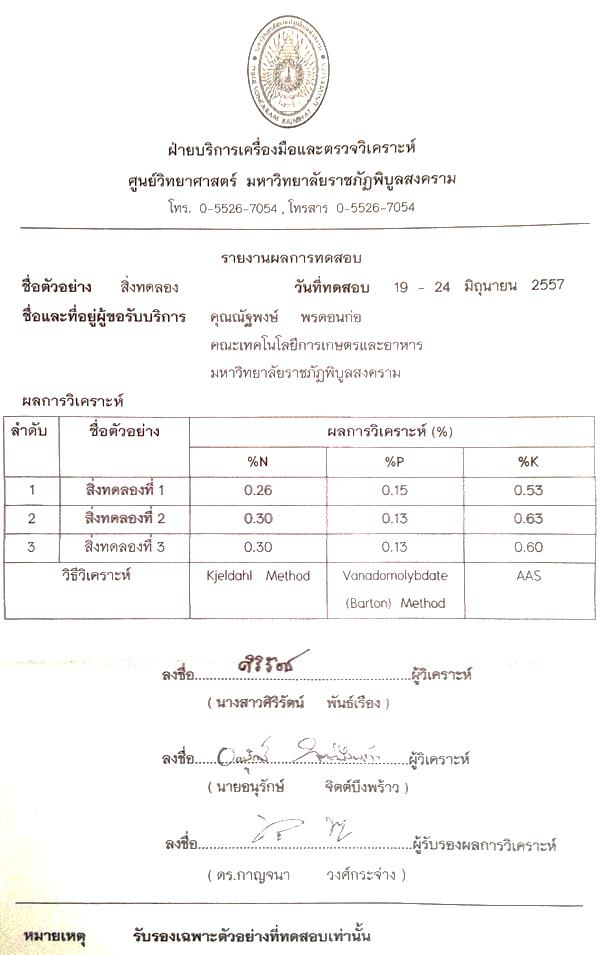 PIBULSONGKRAM RAJABHAT UNIVERSITY
ฝ่ายบริการเครื่องมือและตรวจวิเคราะห์
ศูนย์วิทยาศาสตร์ มหาวิทยาลัยราชภัฏพิบูลสงคราม
โทร. 0-5526-7054 , โทรสาร 0-5526-7054
รายงานผลการทดสอบ
ชื่อตัวอย่าง สิ่งทดลอง วันที่ทดสอบ 19 - 24 มิถุนายน 2557
ชื่อและที่อยู่ผู้ขอรับบริการ คุณณัฐพงษ์ พรดอนก่อ
คณะเทคโนโลยีการเกษตรและอาหาร
มหาวิทยาลัยราชภัฏพิบูลสงคราม
ผลการวิเคราะห์
ลำดับ ชื่อตัวอย่าง ผลการวิเคราะห์ (%)
%N %P %K
1 สิ่งทดลองที่ 1 0.26 0.15 0.53
2 สิ่งทดลองที่ 2 0.30 0.13 0.63
3 สิ่งทดลองที่ 3 0.30 0.13 0.60
วิธีวิเคราะห์ Kjeldahl Method Vanadomolybdate AAS
(Barton) Method
ลงชื่อ ศิริรัตน์ ผู้วิเคราะห์
( นางสาวศิริรัตน์ พันธ์เรือง )
ลงชื่อ ผู้วิเคราะห์
( นายอนุรักษ์ จิตต์บึงพร้าว )
ลงชื่อ ผู้รับรองผลการวิเคราะห์
( ดร.กาญจนา วงศ์กระจ่าง )
หมายเหตุ รับรองเฉพาะตัวอย่างที่ทดสอบเท่านั้น